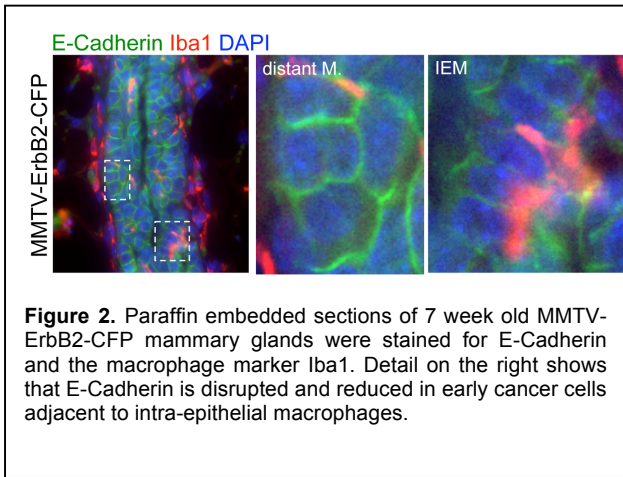 E-Cadherin Iba1 DAPI
MMTV-ErbB2-CFP
distant M.
IEM
Figure 2. Paraffin embedded sections of 7 week old MMTV-
ErbB2-CFP mammary glands were stained for E-Cadherin
and the macrophage marker Iba1. Detail on the right shows
that E-Cadherin is disrupted and reduced in early cancer cells
adjacent to intra-epithelial macrophages.